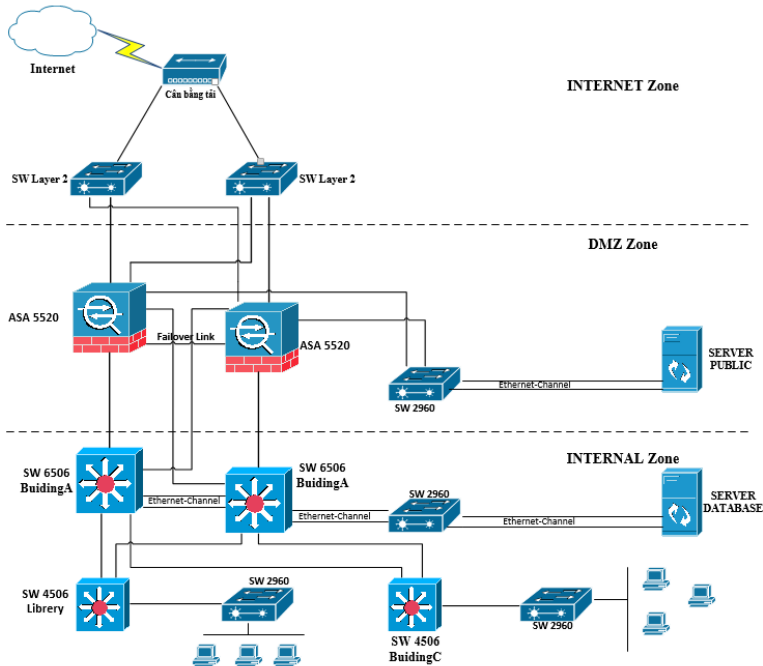 Internet
Cân bằng tải
INTERNET Zone
SW Layer 2
SW Layer 2
DMZ Zone
ASA 5520
Failover Link
ASA 5520
SERVER
PUBLIC
Ethernet-Channel
SW 2960
INTERNAL Zone
SW 6506
BuidingA
SW 6506
BuidingA
SW 2960
Ethernet-Channel
Ethernet-Channel
Ethernet-Channel
SERVER
DATABASE
SW 4506
Librery
SW 2960
SW 4506
BuidingC
SW 2960